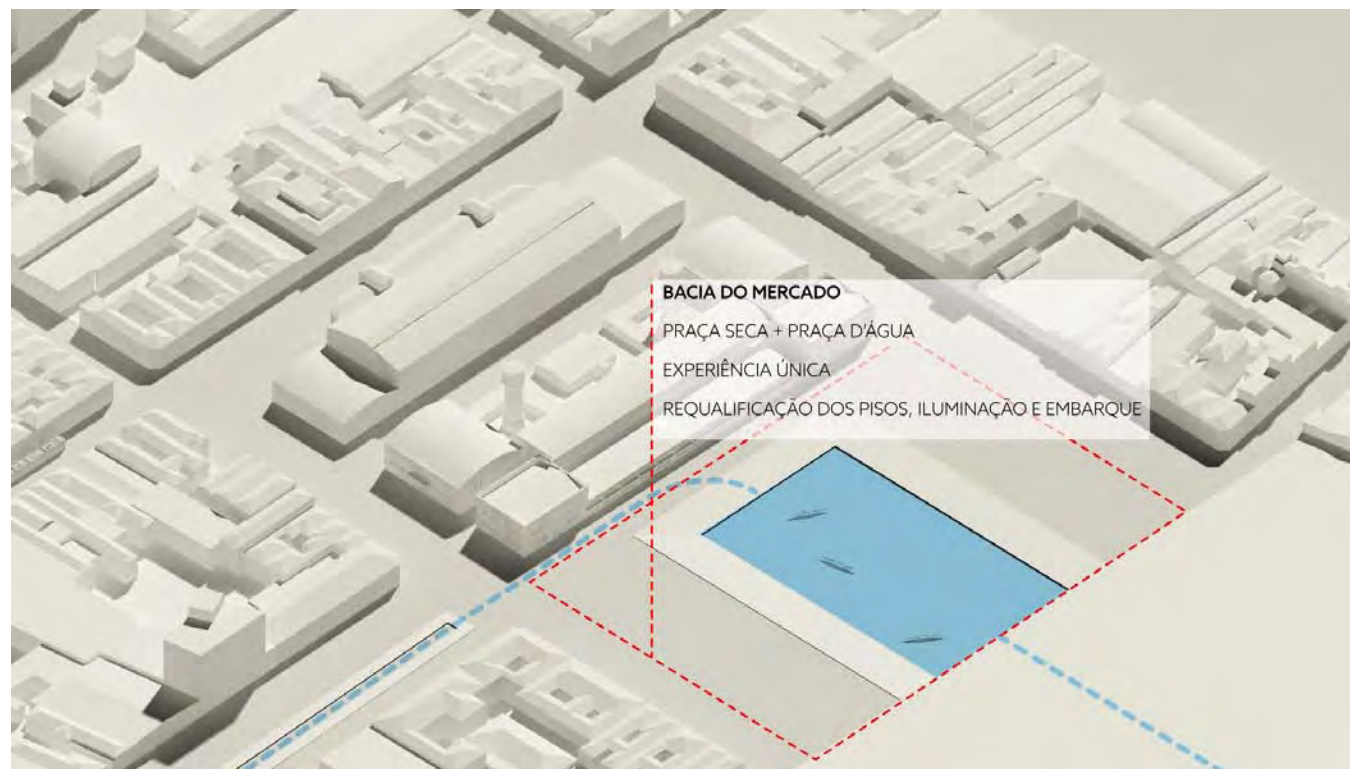 BACIA DO MERCADO
PRAÇA SECA + PRAÇA D'ÁGUA
EXPERIÊNCIA ÚNICA
REQUALIFICAÇÃO DOS PISOS, ILUMINAÇÃO E EMBARQUE